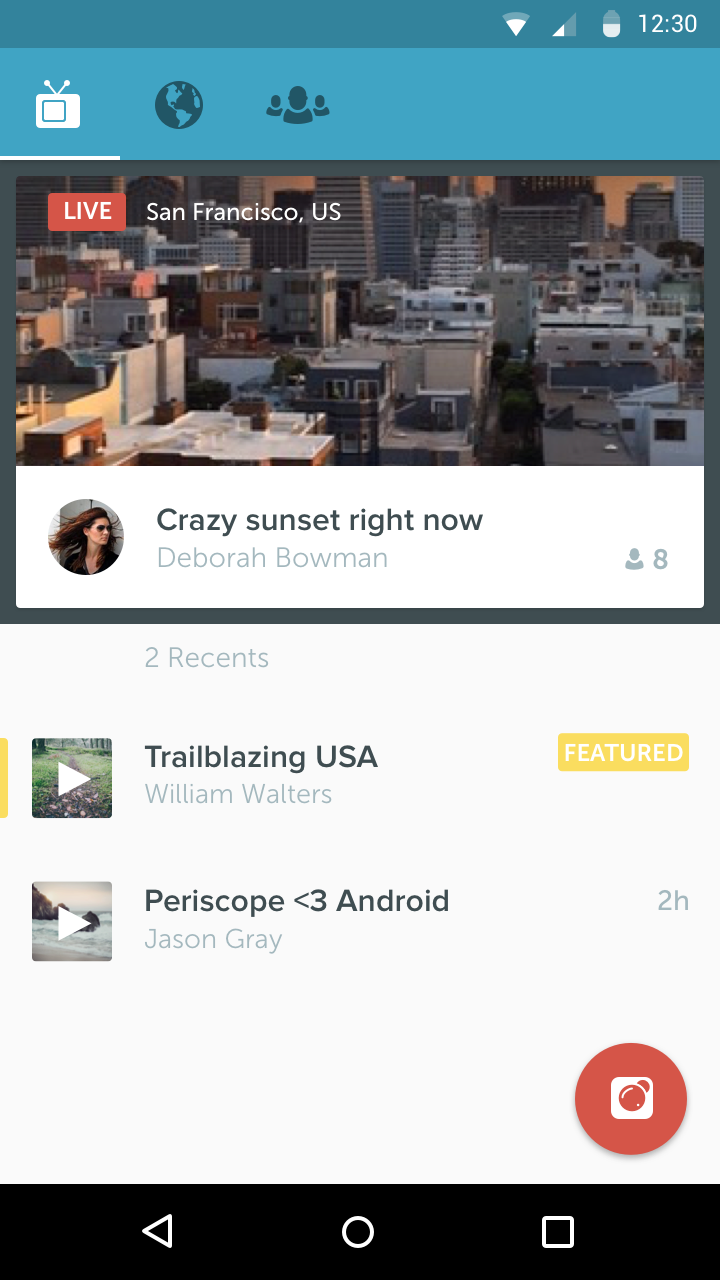 12:30
LIVE San Francisco, US
Crazy sunset right now
Deborah Bowman
8
2 Recents
Trailblazing USA
FEATURED
William Walters
Periscope <3 Android
2h
Jason Gray